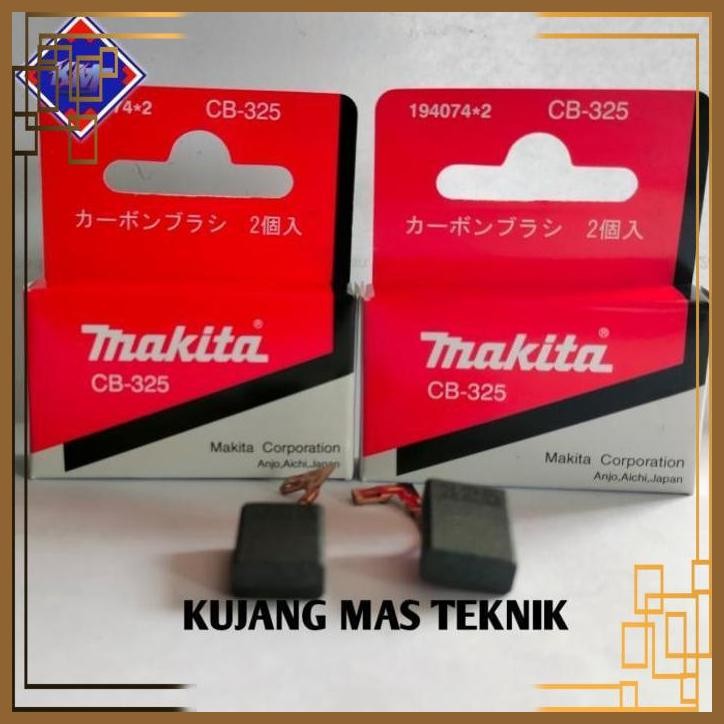 74*2 CB-325
カーボンブラシ 2個入
makita®
CB-325
Makita Corporation
Anjo,Aichi,Japan
194074*2 CB-325
カーボンブラシ 2個入
makita®
CB-325
Makita Corporation
Anjo,Aichi,Japan
KUJANG MAS TEKNIK